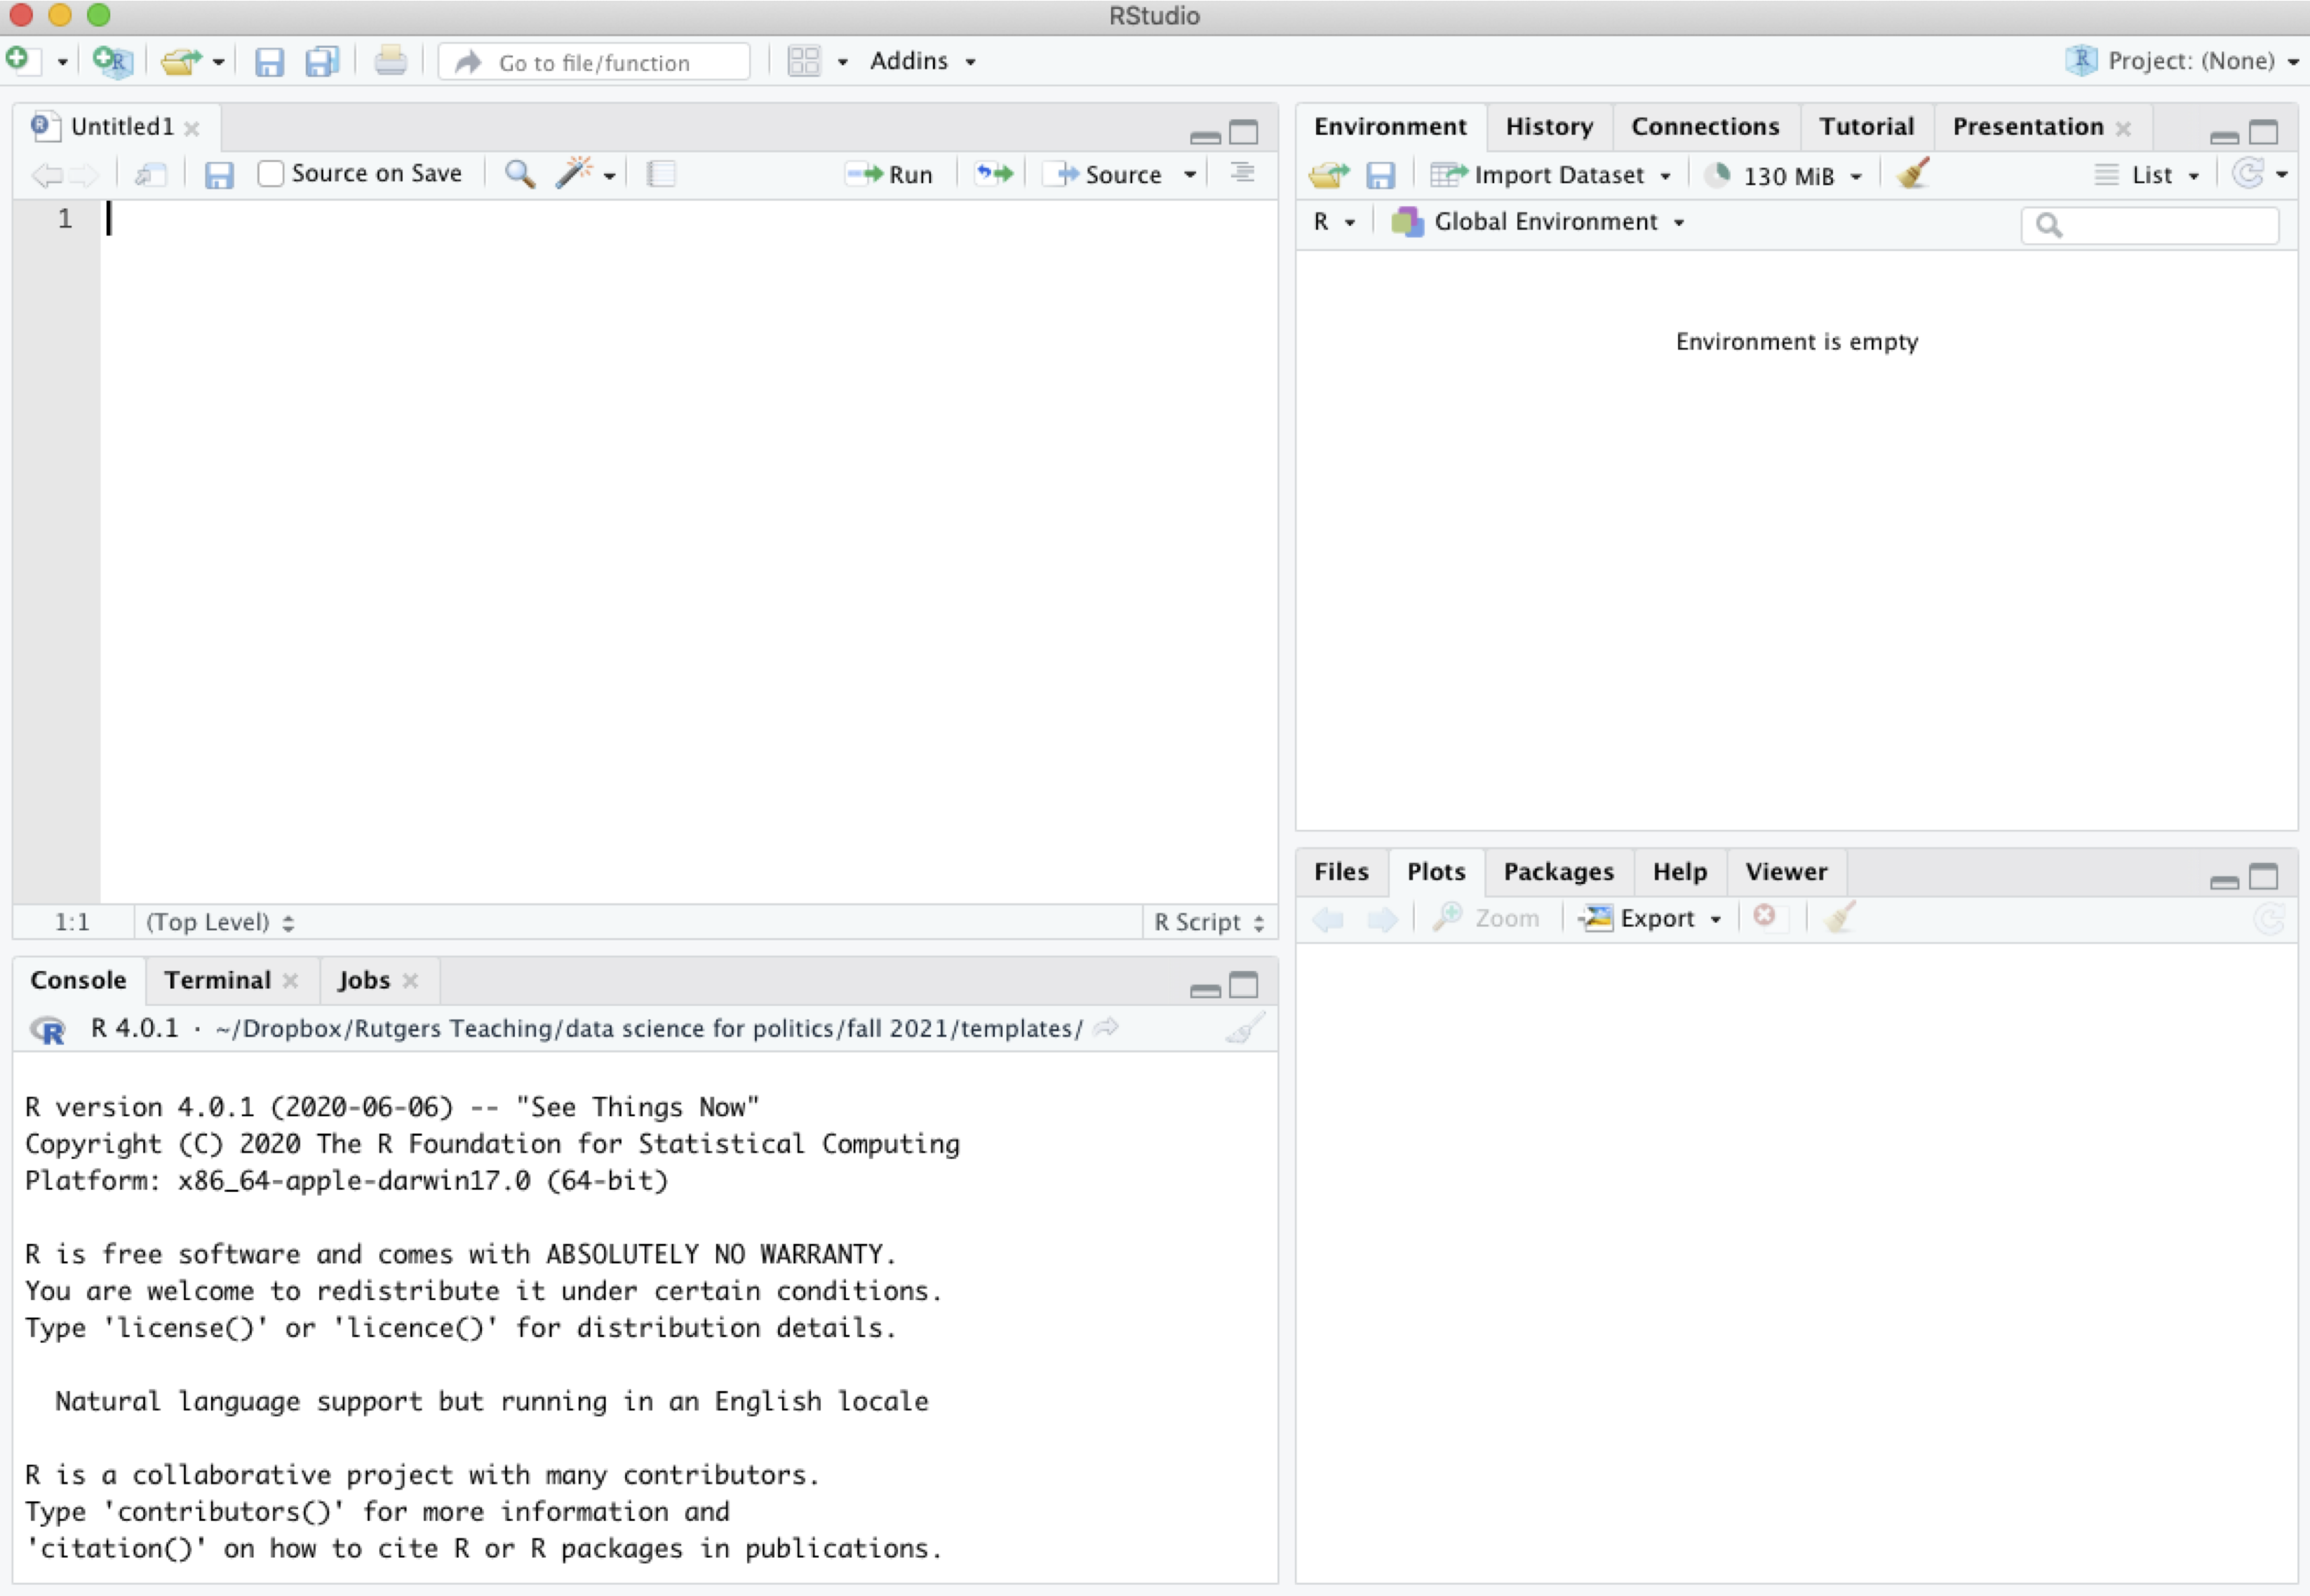 RStudio
Go to file/function
Addins
Project: (None)
Untitled1
Source on Save
Run
Source
1
1:1
(Top Level)
R Script
Console
Terminal
Jobs
R 4.0.1 · ~/Dropbox/Rutgers Teaching/data science for politics/fall 2021/templates/
R version 4.0.1 (2020-06-06) -- "See Things Now"
Copyright (C) 2020 The R Foundation for Statistical Computing
Platform: x86_64-apple-darwin17.0 (64-bit)
R is free software and comes with ABSOLUTELY NO WARRANTY.
You are welcome to redistribute it under certain conditions.
Type 'license()' or 'licence()' for distribution details.
Natural language support but running in an English locale
R is a collaborative project with many contributors.
Type 'contributors()' for more information and
'citation()' on how to cite R or R packages in publications.
Environment
History
Connections
Tutorial
Presentation
Import Dataset
130 MiB
List
R
Global Environment
Environment is empty
Files
Plots
Packages
Help
Viewer
Zoom
Export